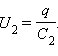 U₂ = q/C₂.